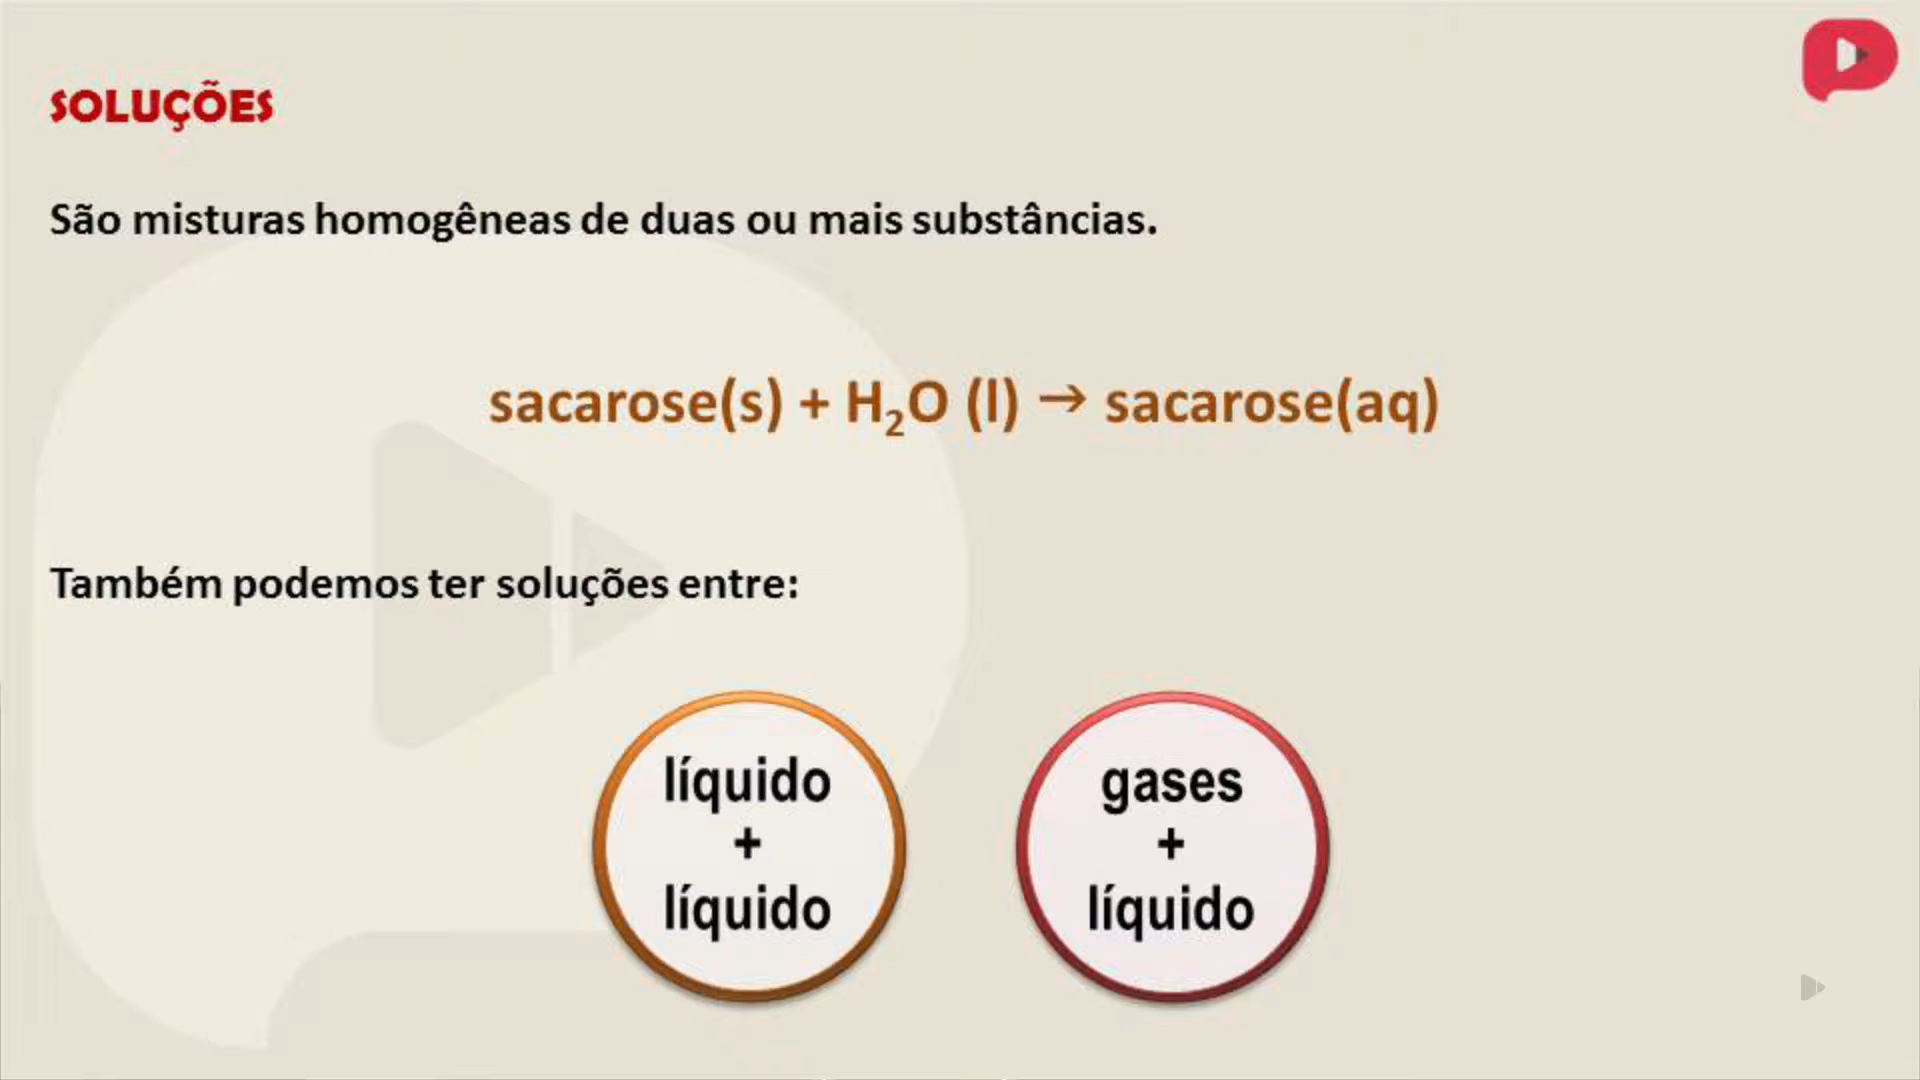 SOLUÇÕES
São misturas homogêneas de duas ou mais substâncias.
sacarose(s) + H₂O (l) → sacarose(aq)
Também podemos ter soluções entre:
líquido
+
líquido
gases
+
líquido